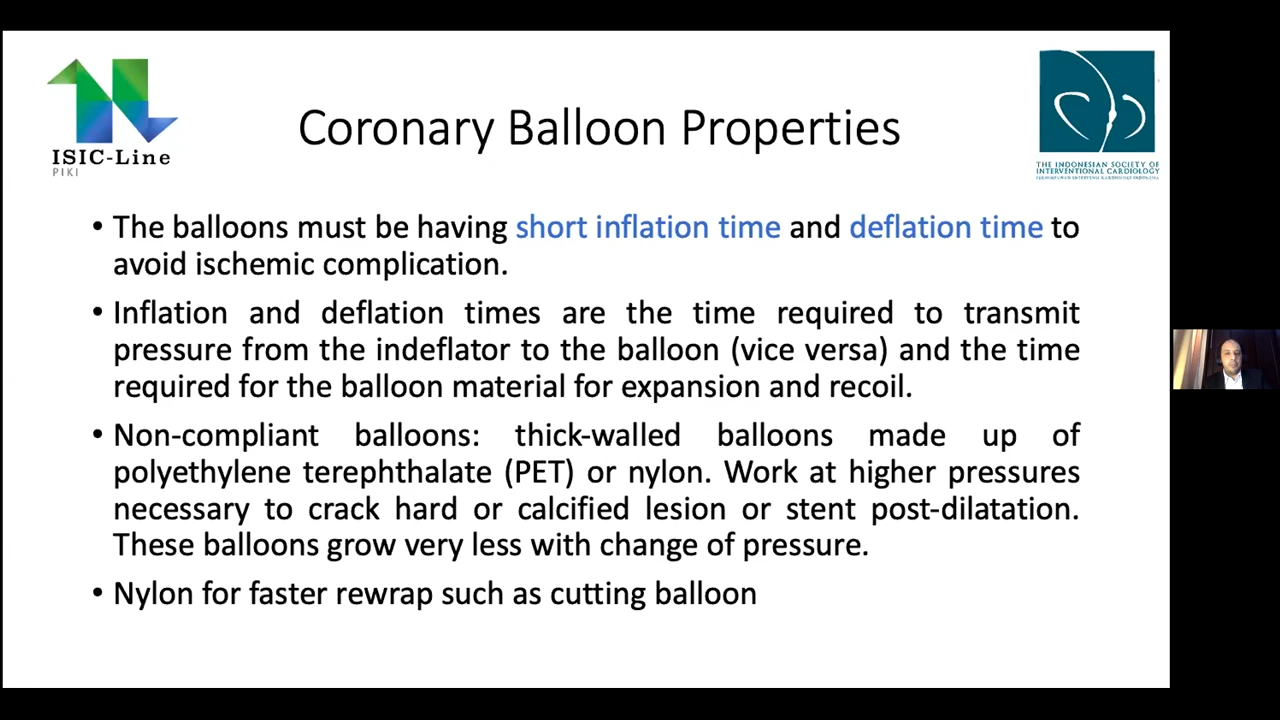 ISIC-Line
PIKI
Coronary Balloon Properties
THE INDONESIAN SOCIETY OF
INTERVENTIONAL CARDIOLOGY
• The balloons must be having short inflation time and deflation time to
avoid ischemic complication.
• Inflation and deflation times are the time required to transmit
pressure from the indeflator to the balloon (vice versa) and the time
required for the balloon material for expansion and recoil.
• Non-compliant balloons: thick-walled balloons made up of
polyethylene terephthalate (PET) or nylon. Work at higher pressures
necessary to crack hard or calcified lesion or stent post-dilatation.
These balloons grow very less with change of pressure.
• Nylon for faster rewrap such as cutting balloon